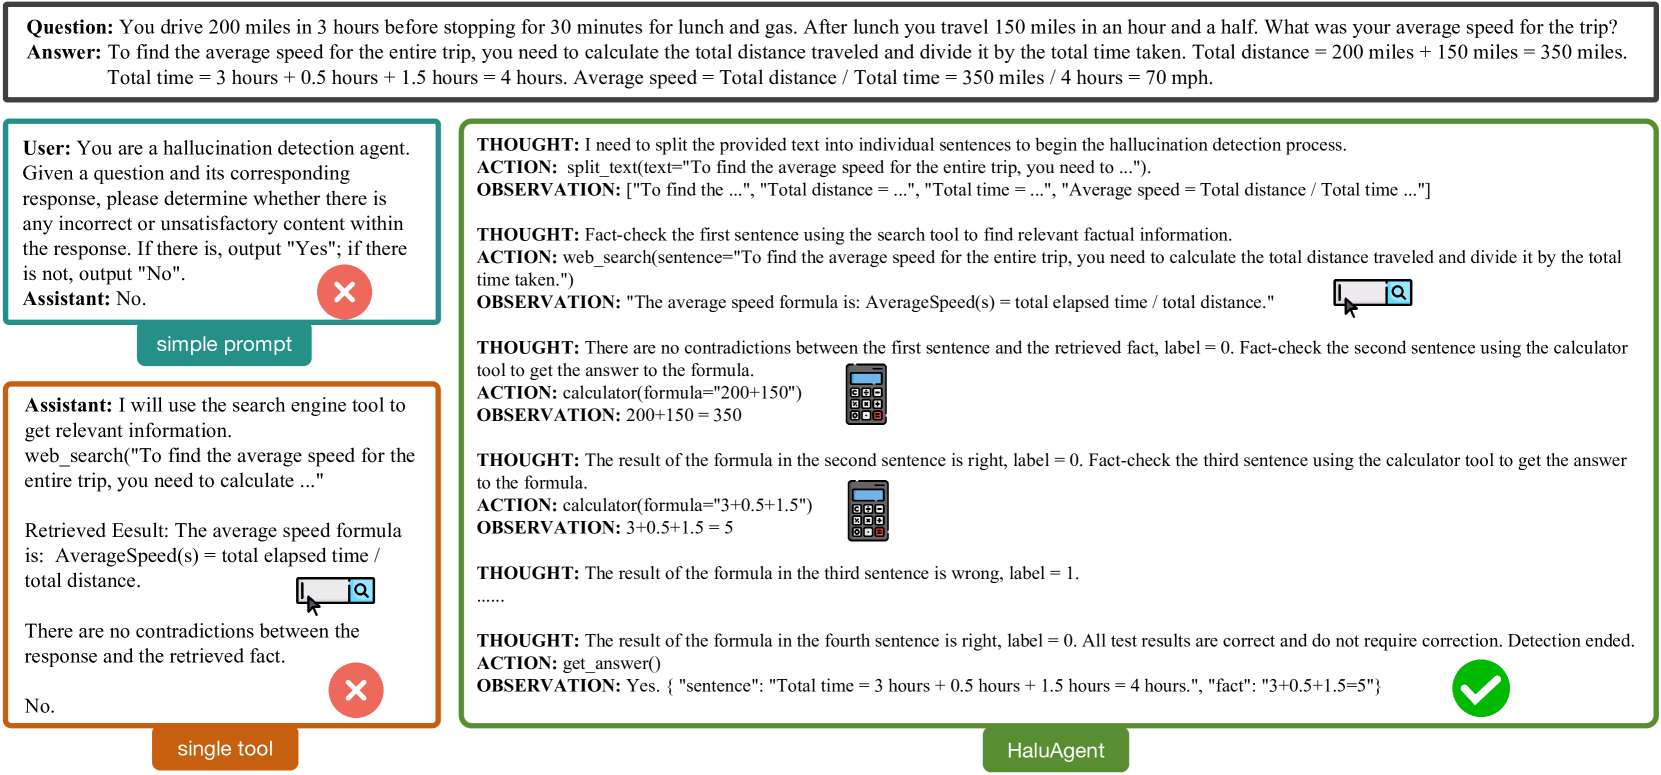 Question: You drive 200 miles in 3 hours before stopping for 30 minutes for lunch and gas. After lunch you travel 150 miles in an hour and a half. What was your average speed for the trip?
Answer: To find the average speed for the entire trip, you need to calculate the total distance traveled and divide it by the total time taken. Total distance = 200 miles + 150 miles = 350 miles.
Total time = 3 hours + 0.5 hours + 1.5 hours = 4 hours. Average speed = Total distance / Total time = 350 miles / 4 hours = 70 mph.
User: You are a hallucination detection agent.
Given a question and its corresponding
response, please determine whether there is
any incorrect or unsatisfactory content within
the response. If there is, output "Yes"; if there
is not, output "No".
Assistant: No.
simple prompt
Assistant: I will use the search engine tool to
get relevant information.
web_search("To find the average speed for the
entire trip, you need to calculate ..."
Retrieved Eesult: The average speed formula
is: AverageSpeed(s) = total elapsed time /
total distance.
There are no contradictions between the
response and the retrieved fact.
No.
single tool
THOUGHT: I need to split the provided text into individual sentences to begin the hallucination detection process.
ACTION: split_text(text="To find the average speed for the entire trip, you need to ...").
OBSERVATION: ["To find the ...", "Total distance = ...", "Total time = ...", "Average speed = Total distance / Total time ..."]
THOUGHT: Fact-check the first sentence using the search tool to find relevant factual information.
ACTION: web_search(sentence="To find the average speed for the entire trip, you need to calculate the total distance traveled and divide it by the total
time taken.")
OBSERVATION: "The average speed formula is: AverageSpeed(s) = total elapsed time / total distance."
THOUGHT: There are no contradictions between the first sentence and the retrieved fact, label = 0. Fact-check the second sentence using the calculator
tool to get the answer to the formula.
ACTION: calculator(formula="200+150")
OBSERVATION: 200+150 = 350
THOUGHT: The result of the formula in the second sentence is right, label = 0. Fact-check the third sentence using the calculator tool to get the answer
to the formula.
ACTION: calculator(formula="3+0.5+1.5")
OBSERVATION: 3+0.5+1.5 = 5
THOUGHT: The result of the formula in the third sentence is wrong, label = 1.
......
THOUGHT: The result of the formula in the fourth sentence is right, label = 0. All test results are correct and do not require correction. Detection ended.
ACTION: get_answer()
OBSERVATION: Yes. { "sentence": "Total time = 3 hours + 0.5 hours + 1.5 hours = 4 hours.", "fact": "3+0.5+1.5=5"}
HaluAgent